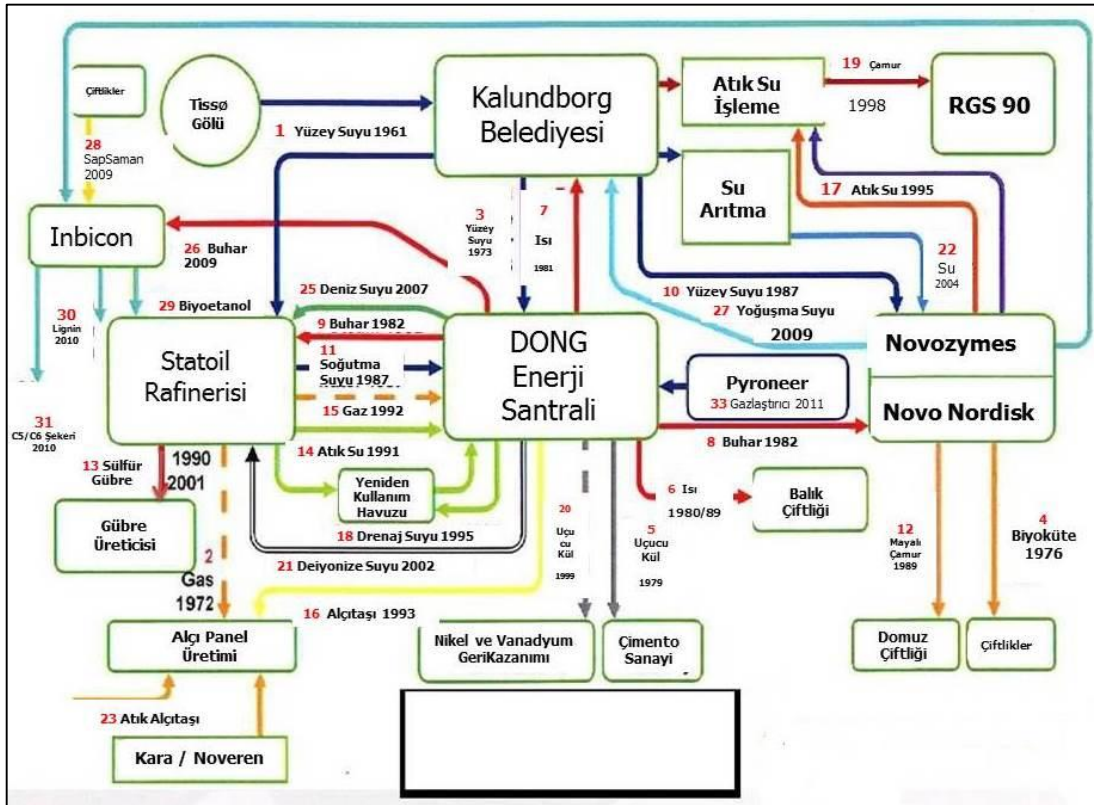 Çiftlikler
Tissø
Gölü
Kalundborg
Belediyesi
Atık Su
İşleme
19 Çamur
1998
RGS 90
1 Yüzey Suyu 1961
28
SapSaman
2009
Su
Arıtma
17 Atık Su 1995
Inbicon
26 Buhar
2009
3
Yüzey
Suyu
1973
7
Isı
1981
22
Su
2004
10 Yüzey Suyu 1987
27 Yoğuşma Suyu
2009
30
Lignin
2010
29 Biyoetanol
25 Deniz Suyu 2007
9 Buhar 1982
11
Soğutma
Suyu 1987
15 Gaz 1992
14 Atık Su 1991
Statoil
Rafinerisi
DONG
Enerji
Santrali
Pyroneer
33 Gazlaştırıcı 2011
Novozymes
Novo Nordisk
8 Buhar 1982
31
C5/C6 Şekeri
2010
13 Sülfür
Gübre
1990
2001
Yeniden
Kullanım
Havuzu
18 Drenaj Suyu 1995
21 Deiyonize Suyu 2002
20
Uçu
cu
Kül
1999
5
Uçucu
Kül
1979
6 Isı
1980/89
Balık
Çiftliği
12
Mayalı
Çamur
1989
4
Biyoküte
1976
Gübre
Üreticisi
2
Gas
1972
16 Alçıtaşı 1993
Alçı Panel
Üretimi
Nikel ve Vanadyum
GeriKazanımı
Çimento
Sanayi
Domuz
Çiftliği
Çiftlikler
23 Atık Alçıtaşı
Kara / Noveren